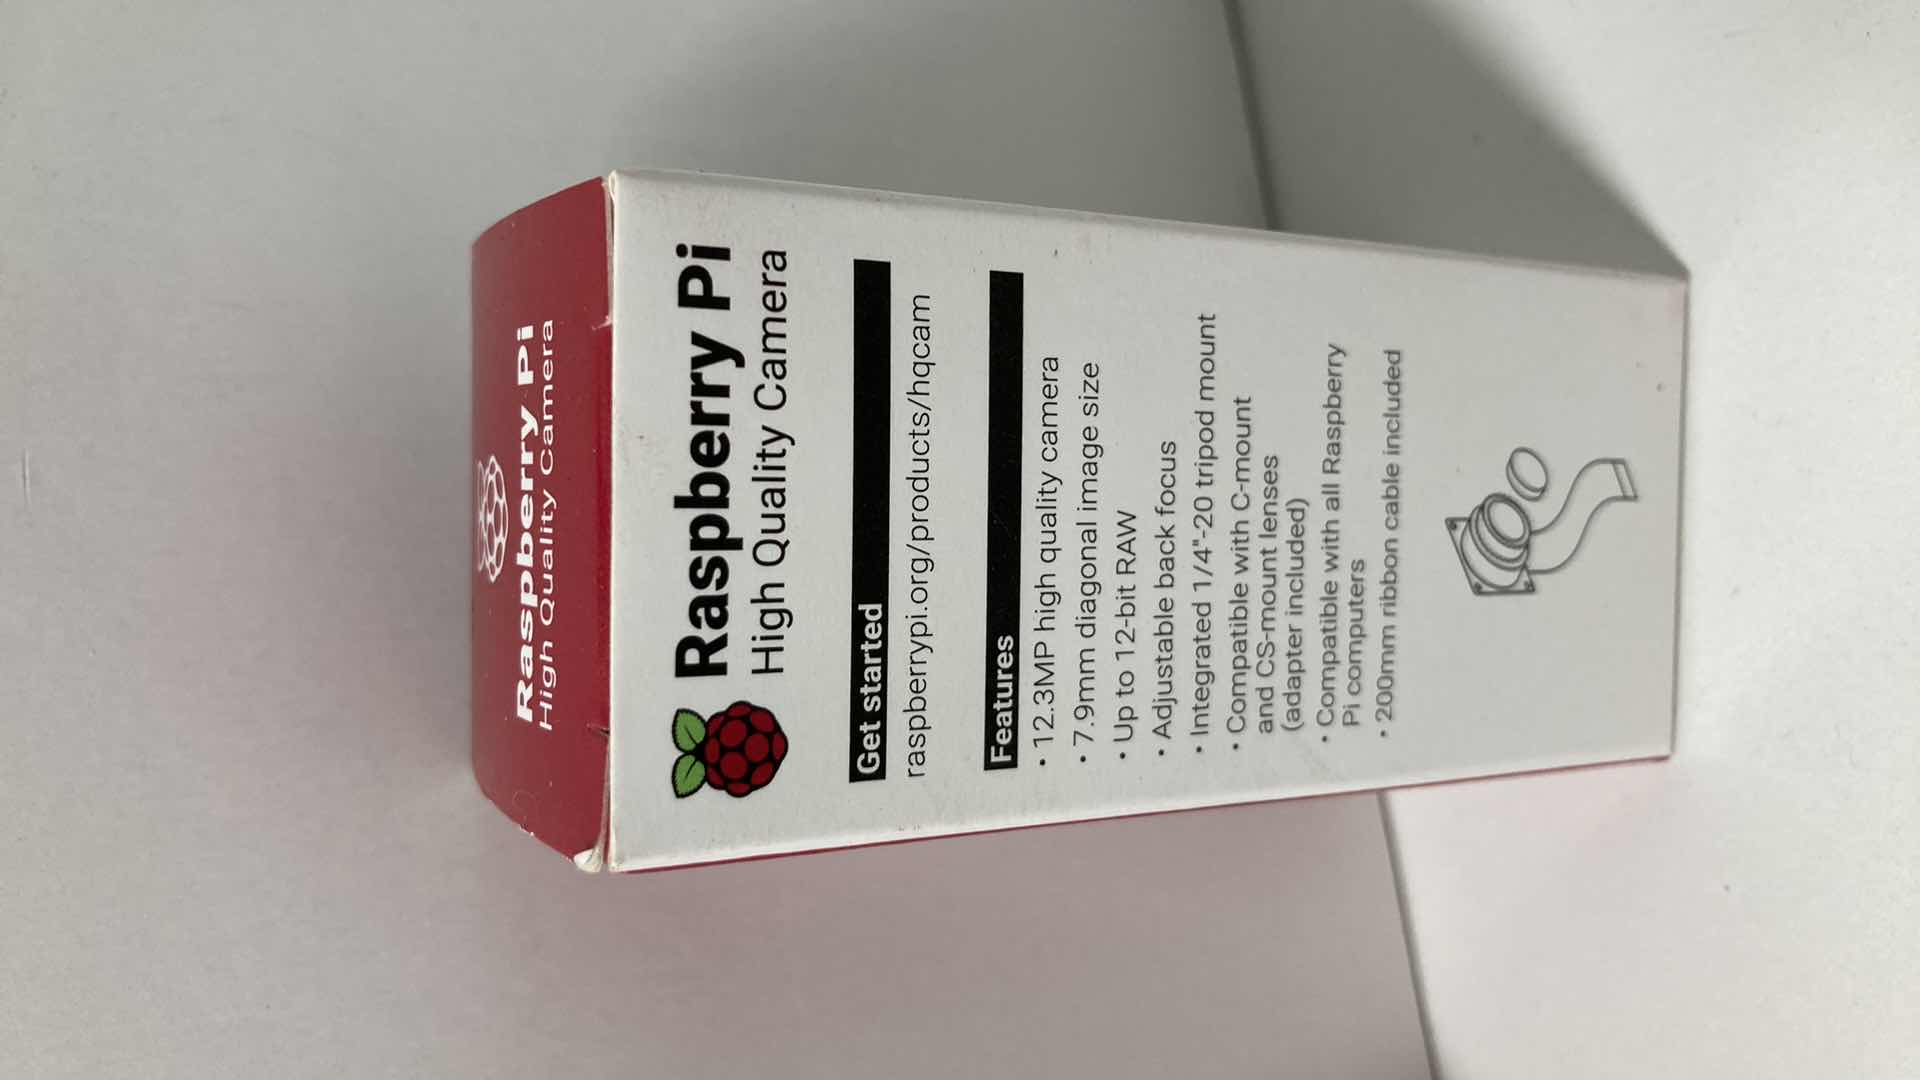 Raspberry Pi
High Quality Camera
Raspberry Pi
High Quality Camera
Get started
raspberrypi.org/products/hqcam
Features
• 12.3MP high quality camera
• 7.9mm diagonal image size
• Up to 12-bit RAW
• Adjustable back focus
• Integrated 1/4"-20 tripod mount
• Compatible with C-mount
and CS-mount lenses
(adapter included)
• Compatible with all Raspberry
Pi computers
• 200mm ribbon cable included